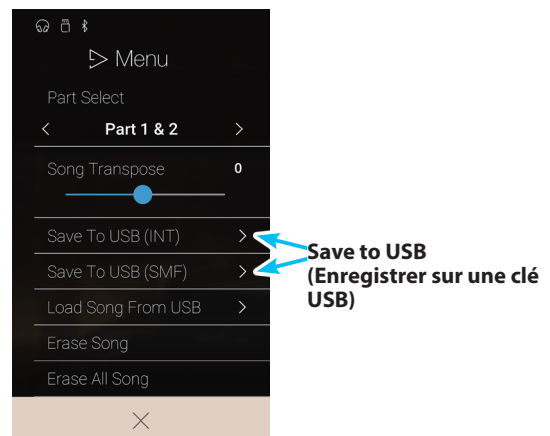 Menu
Part Select
Part 1 & 2
Song Transpose 0
Save To USB (INT)
Save To USB (SMF)
Load Song From USB
Erase Song
Erase All Song
Save to USB
(Enregistrer sur une clé
USB)